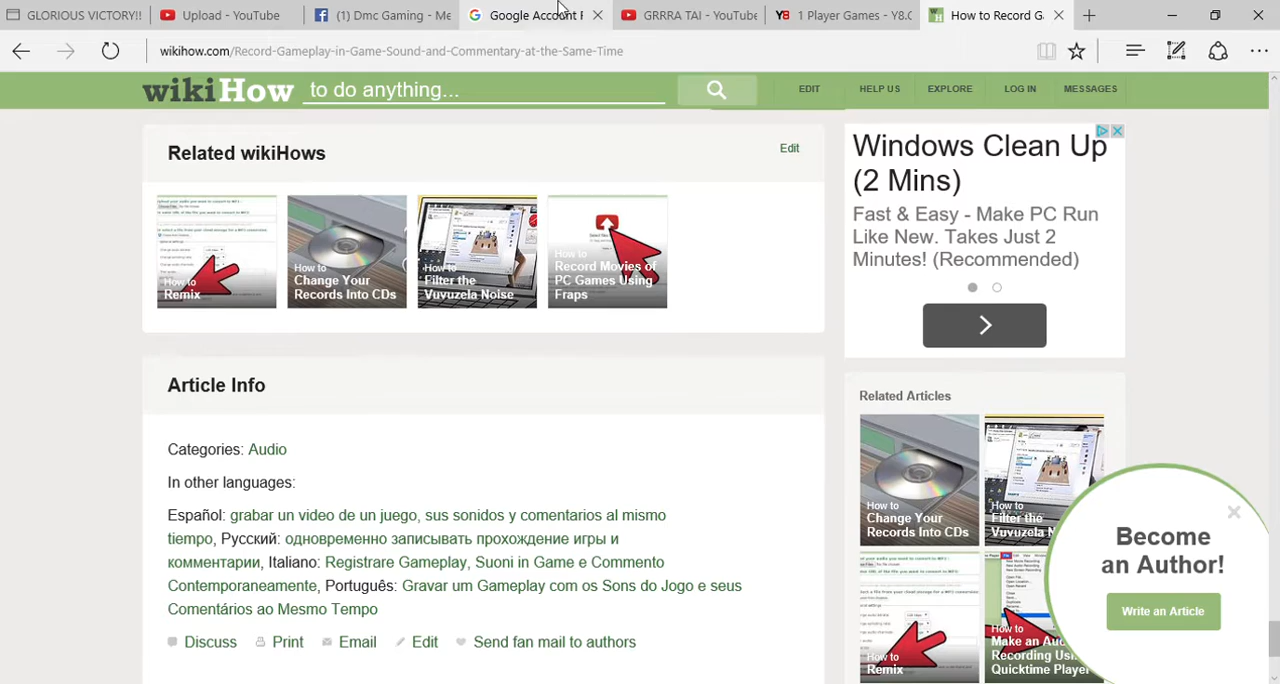 GLORIOUS VICTORY!!
Upload - YouTube
(1) Dmc Gaming - Me
Google Account
GRRRA TAI - YouTube
1 Player Games - Y8.C
How to Record G
wikihow.com/Record-Gameplay-in-Game-Sound-and-Commentary-at-the-Same-Time
wikiHow to do anything...
EDIT HELP US EXPLORE LOG IN MESSAGES
Related wikiHows
Edit
How to
Remix
How to
Change Your
Records Into CDs
How to
Filter the
Vuvuzela Noise
How to
Record Movies of
PC Games Using
Fraps
Windows Clean Up
(2 Mins)
Fast & Easy - Make PC Run
Like New. Takes Just 2
Minutes! (Recommended)
Article Info
Categories: Audio
In other languages:
Español: grabar un video de un juego, sus sonidos y comentarios al mismo
tiempo, Русский: записывать прохождение игры и
Gameplay, Suoni in Game e Commento
Gravar um Gameplay com os Sons do Jogo e seus
Comentários ao Mesmo Tempo
Discuss Print Email Edit Send fan mail to authors
Related Articles
How to
Change Your
Records Into CDs
How to
Filter the
Vuvuzela
How to
Remix
How to
Make an Aud
Recording Usi
Quicktime Player
Become
an Author!
Write an Article